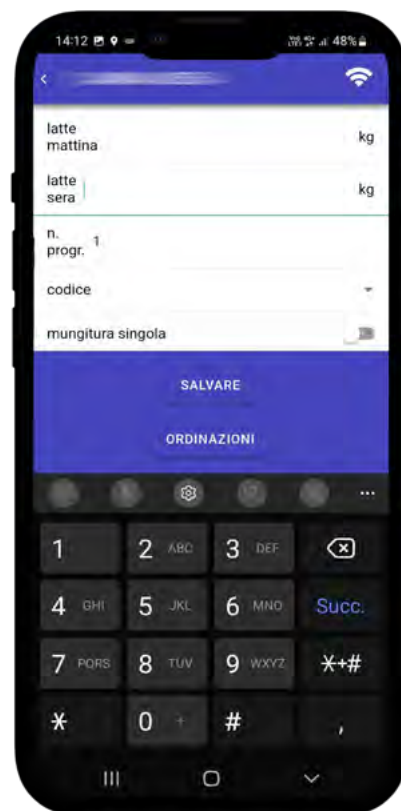 14:12 48%
latte
mattina kg
latte
sera kg
n.
progr. 1
codice
mungitura singola
SALVARE
ORDINAZIONI
1 2 ABC 3 DEF
4 GHI 5 JKL 6 MNO Succ.
7 PQRS 8 TUV 9 WXYZ *+#
* 0 + # ,